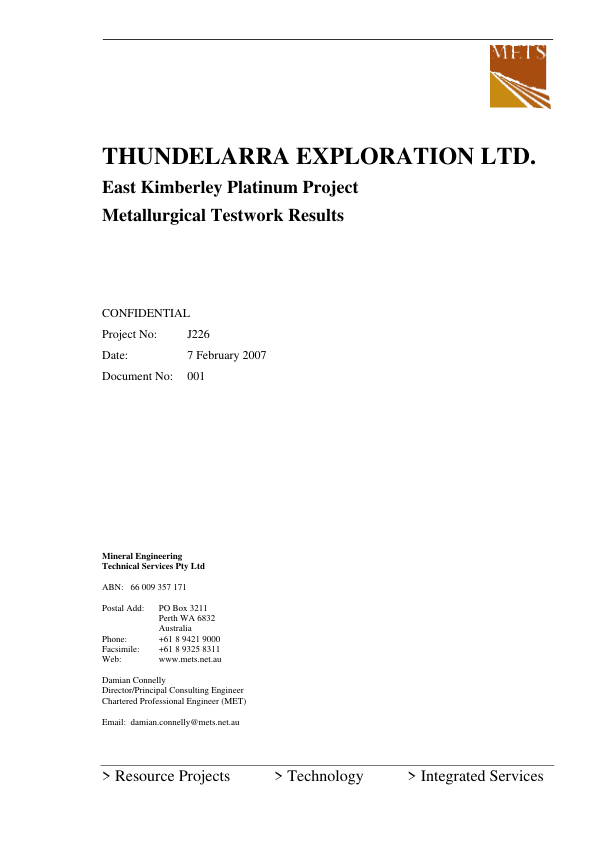 METS
THUNDELARRA EXPLORATION LTD.
East Kimberley Platinum Project
Metallurgical Testwork Results
CONFIDENTIAL
Project No: J226
Date: 7 February 2007
Document No: 001
Mineral Engineering
Technical Services Pty Ltd
ABN: 66 009 357 171
Postal Add: PO Box 3211
Perth WA 6832
Australia
Phone: +61 8 9421 9000
Facsimile: +61 8 9325 8311
Web: www.mets.net.au
Damian Connelly
Director/Principal Consulting Engineer
Chartered Professional Engineer (MET)
Email: damian.connelly@mets.net.au
> Resource Projects > Technology > Integrated Services